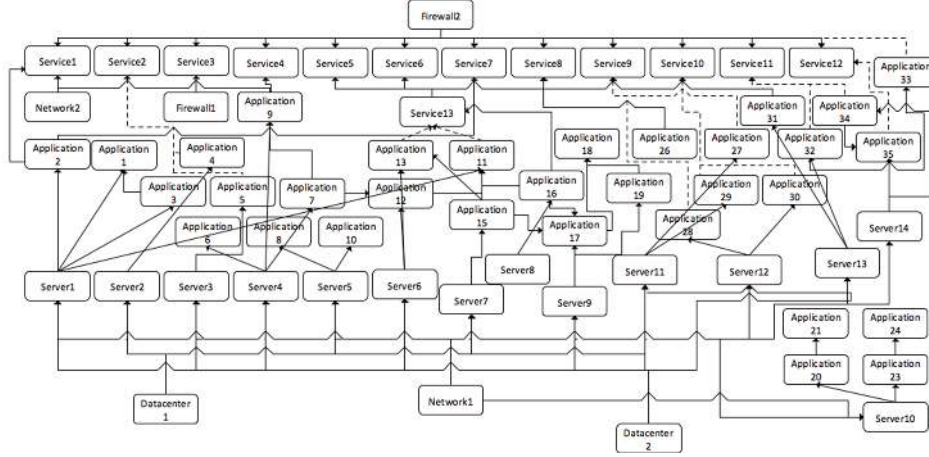 Firewall2
Service1
Service2
Service3
Service4
Service5
Service6
Service7
Service8
Service9
Service10
Service11
Service12
Application
33
Network2
Firewall1
Application
9
Service13
Application
31
Application
34
Application
2
Application
1
Application
4
Application
13
Application
11
Application
18
Application
26
Application
27
Application
32
Application
35
Application
3
Application
5
Application
7
Application
12
Application
16
Application
19
Application
29
Application
30
Application
6
Application
8
Application
10
Application
15
Application
17
Application
28
Server14
Server1
Server2
Server3
Server4
Server5
Server6
Server7
Server8
Server9
Server11
Server12
Server13
Application
21
Application
24
Application
20
Application
23
Datacenter
1
Network1
Server10
Datacenter
2